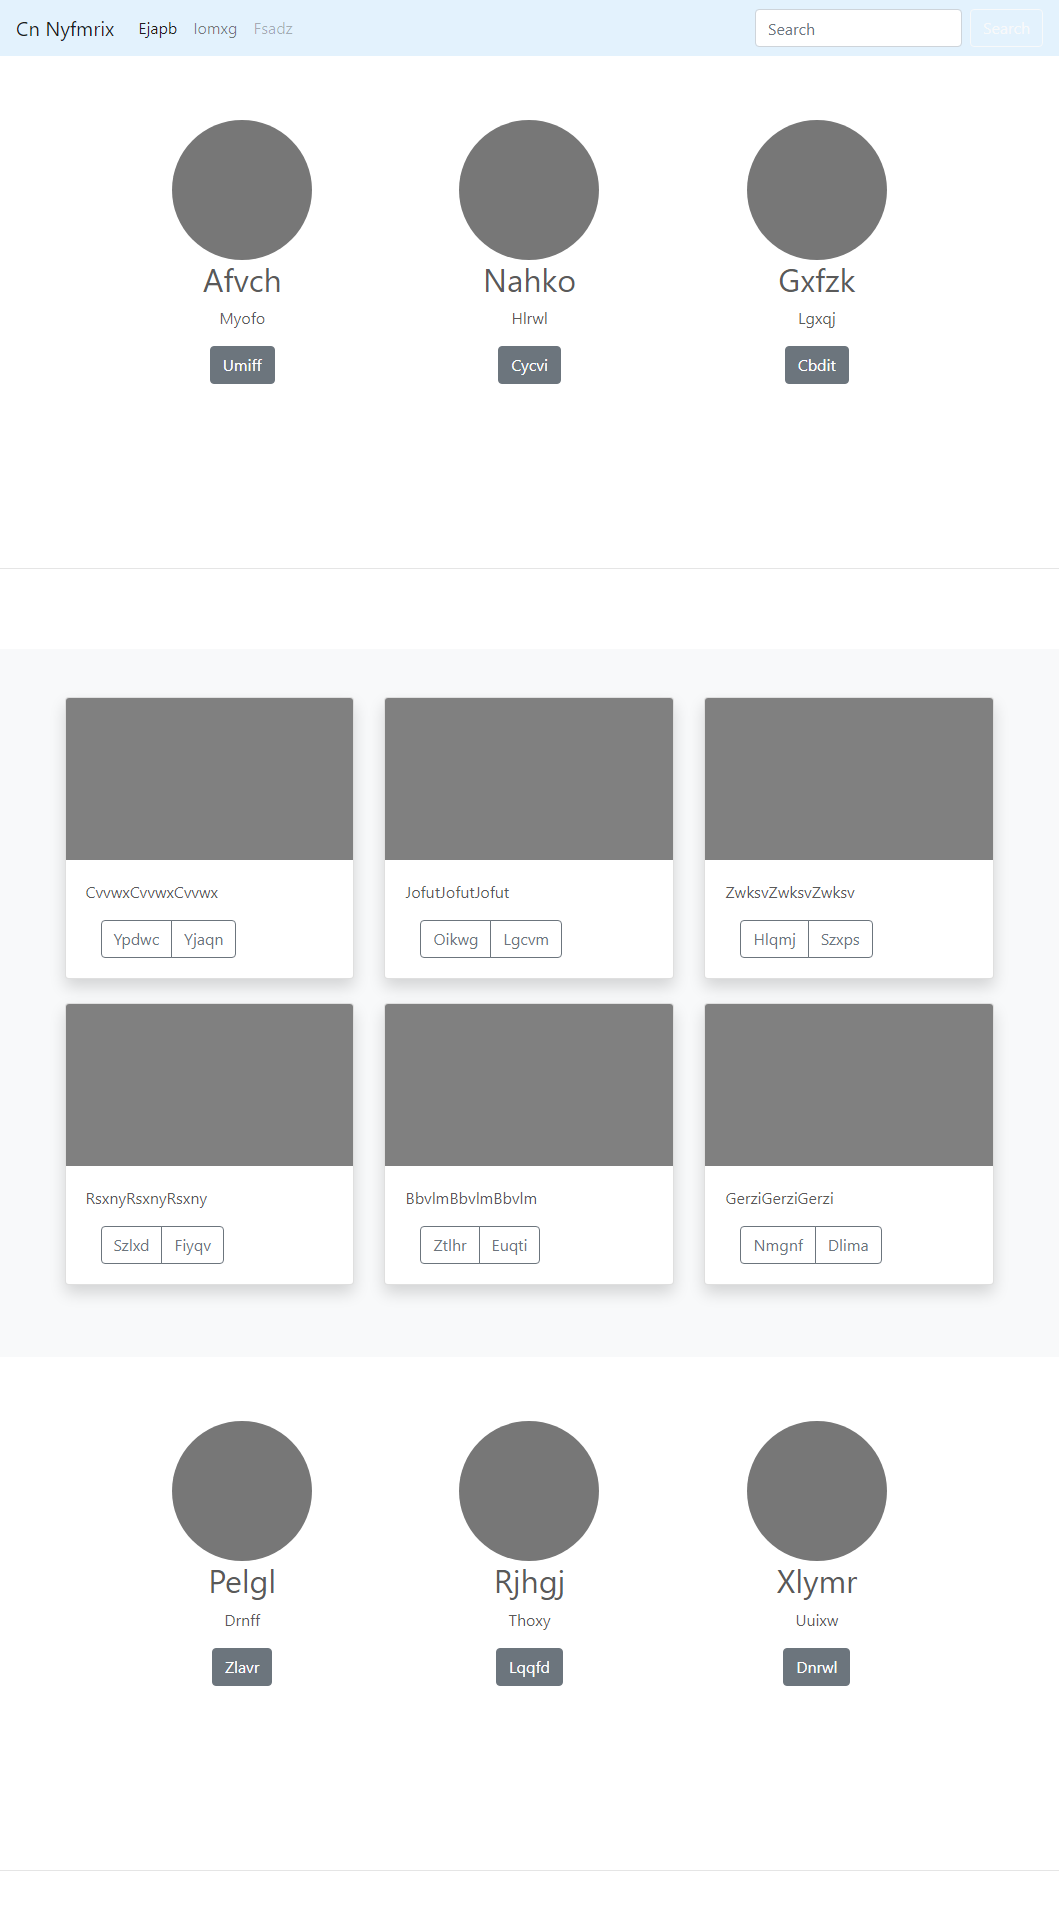 Cn Nyfmrix Ejapb Iomxg Fsadz Search Search
Afvch Nahko Gxfzk
Myofo Hlrwl Lgxqj
Umiff Cycvi Cbdit
CvvwxCvvwxCvvwx JofutJofutJofut ZwksvZwksvZwksv
Ypdwc Yjaqn Oikwg Lgcvm Hlqmj Szxps
RsxnyRsxnyRsxny BbvlmBbvlmBbvlm GerziGerziGerzi
Szlxd Fiyqv Ztlhr Euqti Nmgnf Dlima
Pelgl Rjhgj Xlymr
Drnff Thoxy Uuixw
Zlavr Lqqfd Dnrwl